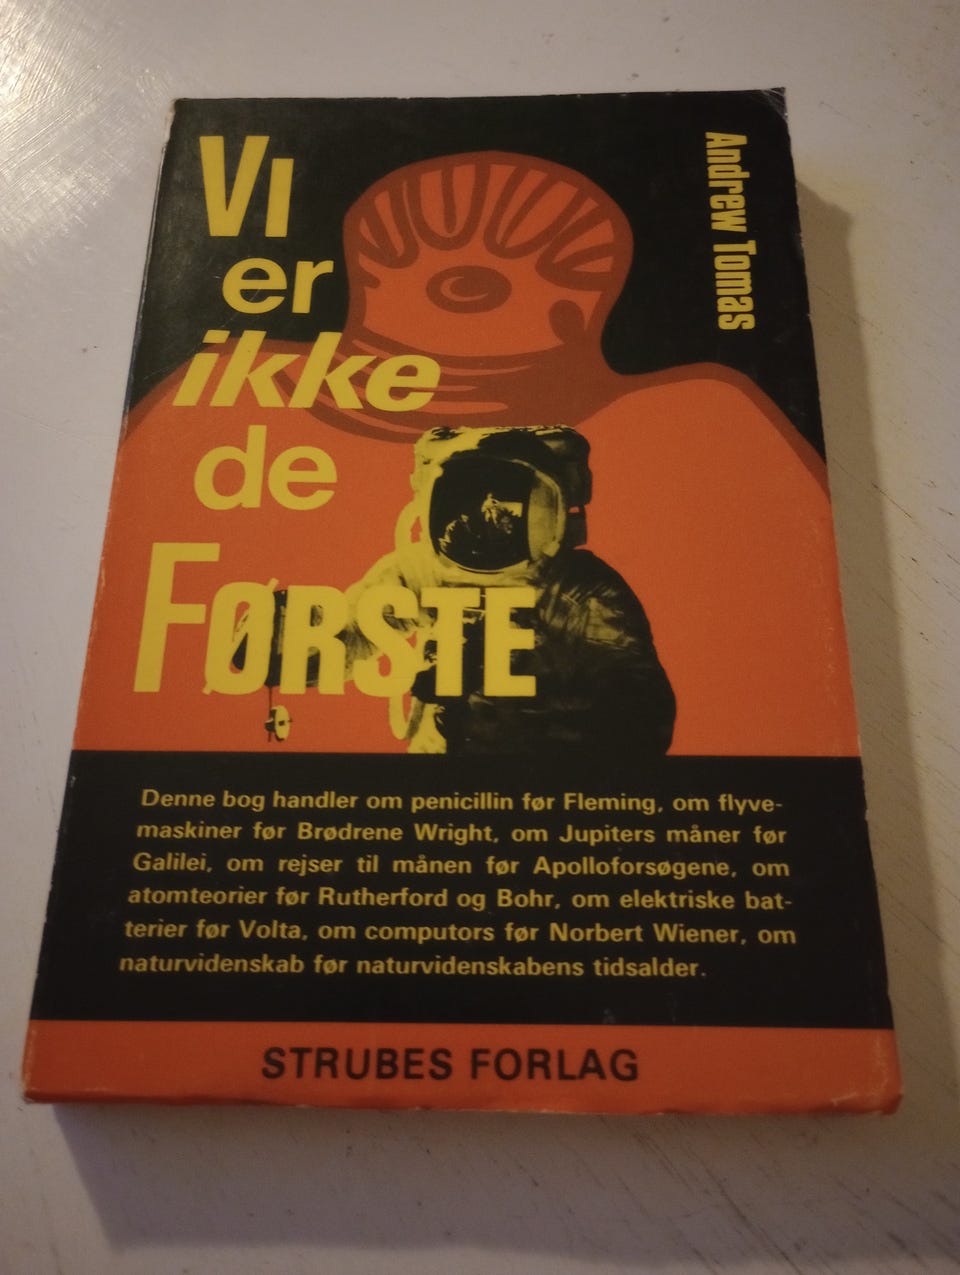 Andrew Tomas
VI
er
ikke
de
FØRSTE
Denne bog handler om penicillin før Fleming, om flyve-
maskiner før Brødrene Wright, om Jupiters måner før
Galilei, om rejser til månen før Apolloforsøgene, om
atomteorier før Rutherford og Bohr, om elektriske bat-
terier før Volta, om computors før Norbert Wiener, om
naturvidenskab før naturvidenskabens tidsalder.
STRUBES FORLAG